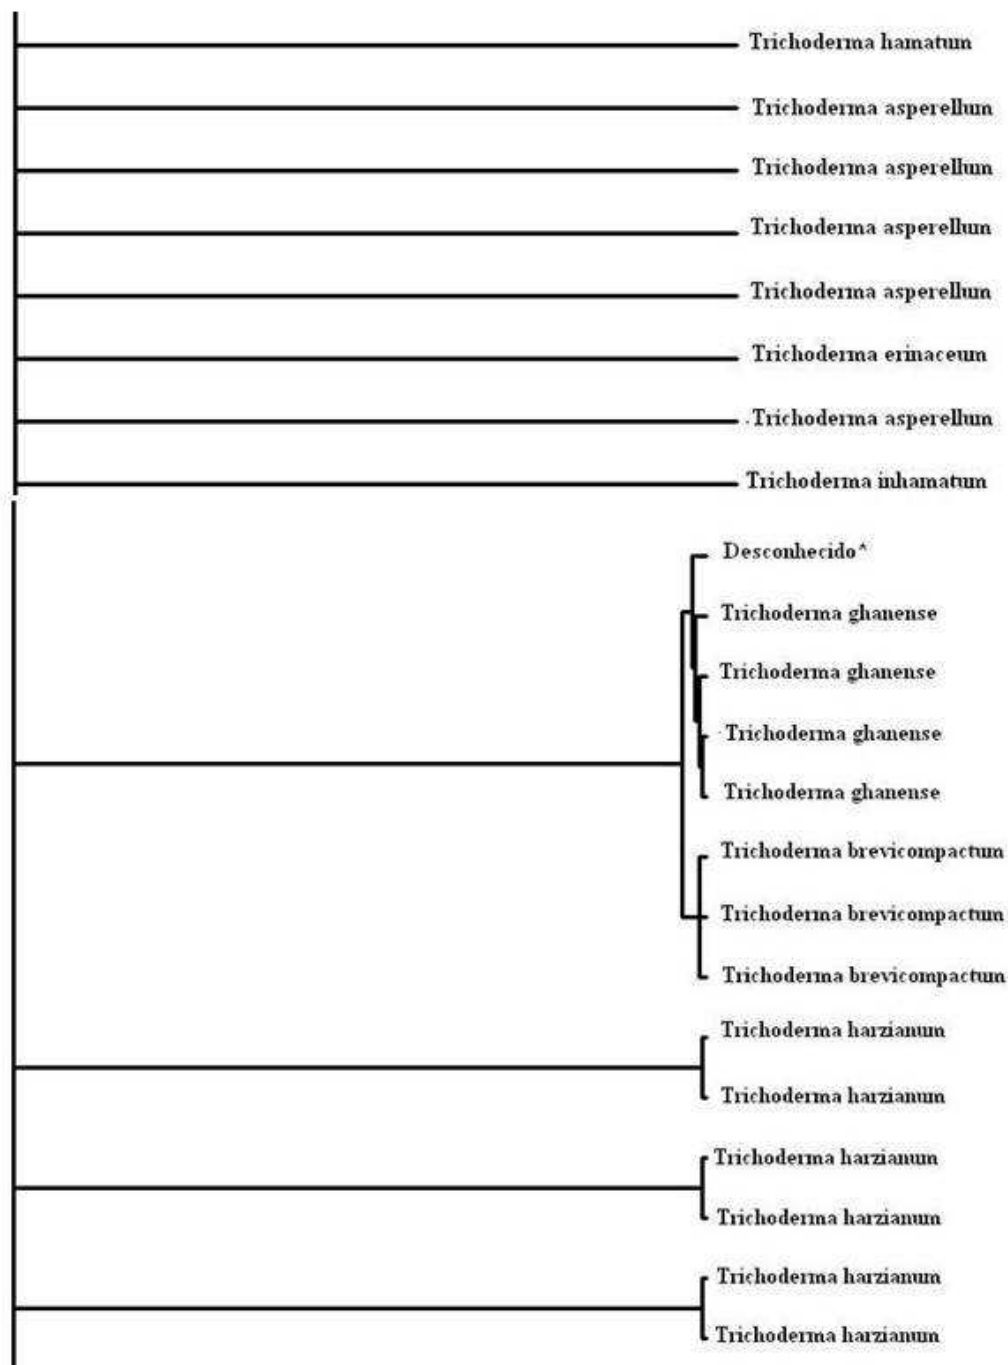 Trichoderma hamatum
Trichoderma asperellum
Trichoderma asperellum
Trichoderma asperellum
Trichoderma asperellum
Trichoderma erinaceum
Trichoderma asperellum
Trichoderma inhamatum
Desconhecido^
Trichoderma ghanense
Trichoderma ghanense
Trichoderma ghanense
Trichoderma ghanense
Trichoderma brevicompactum
Trichoderma brevicompactum
Trichoderma brevicompactum
Trichoderma harzianum
Trichoderma harzianum
Trichoderma harzianum
Trichoderma harzianum
Trichoderma harzianum
Trichoderma harzianum